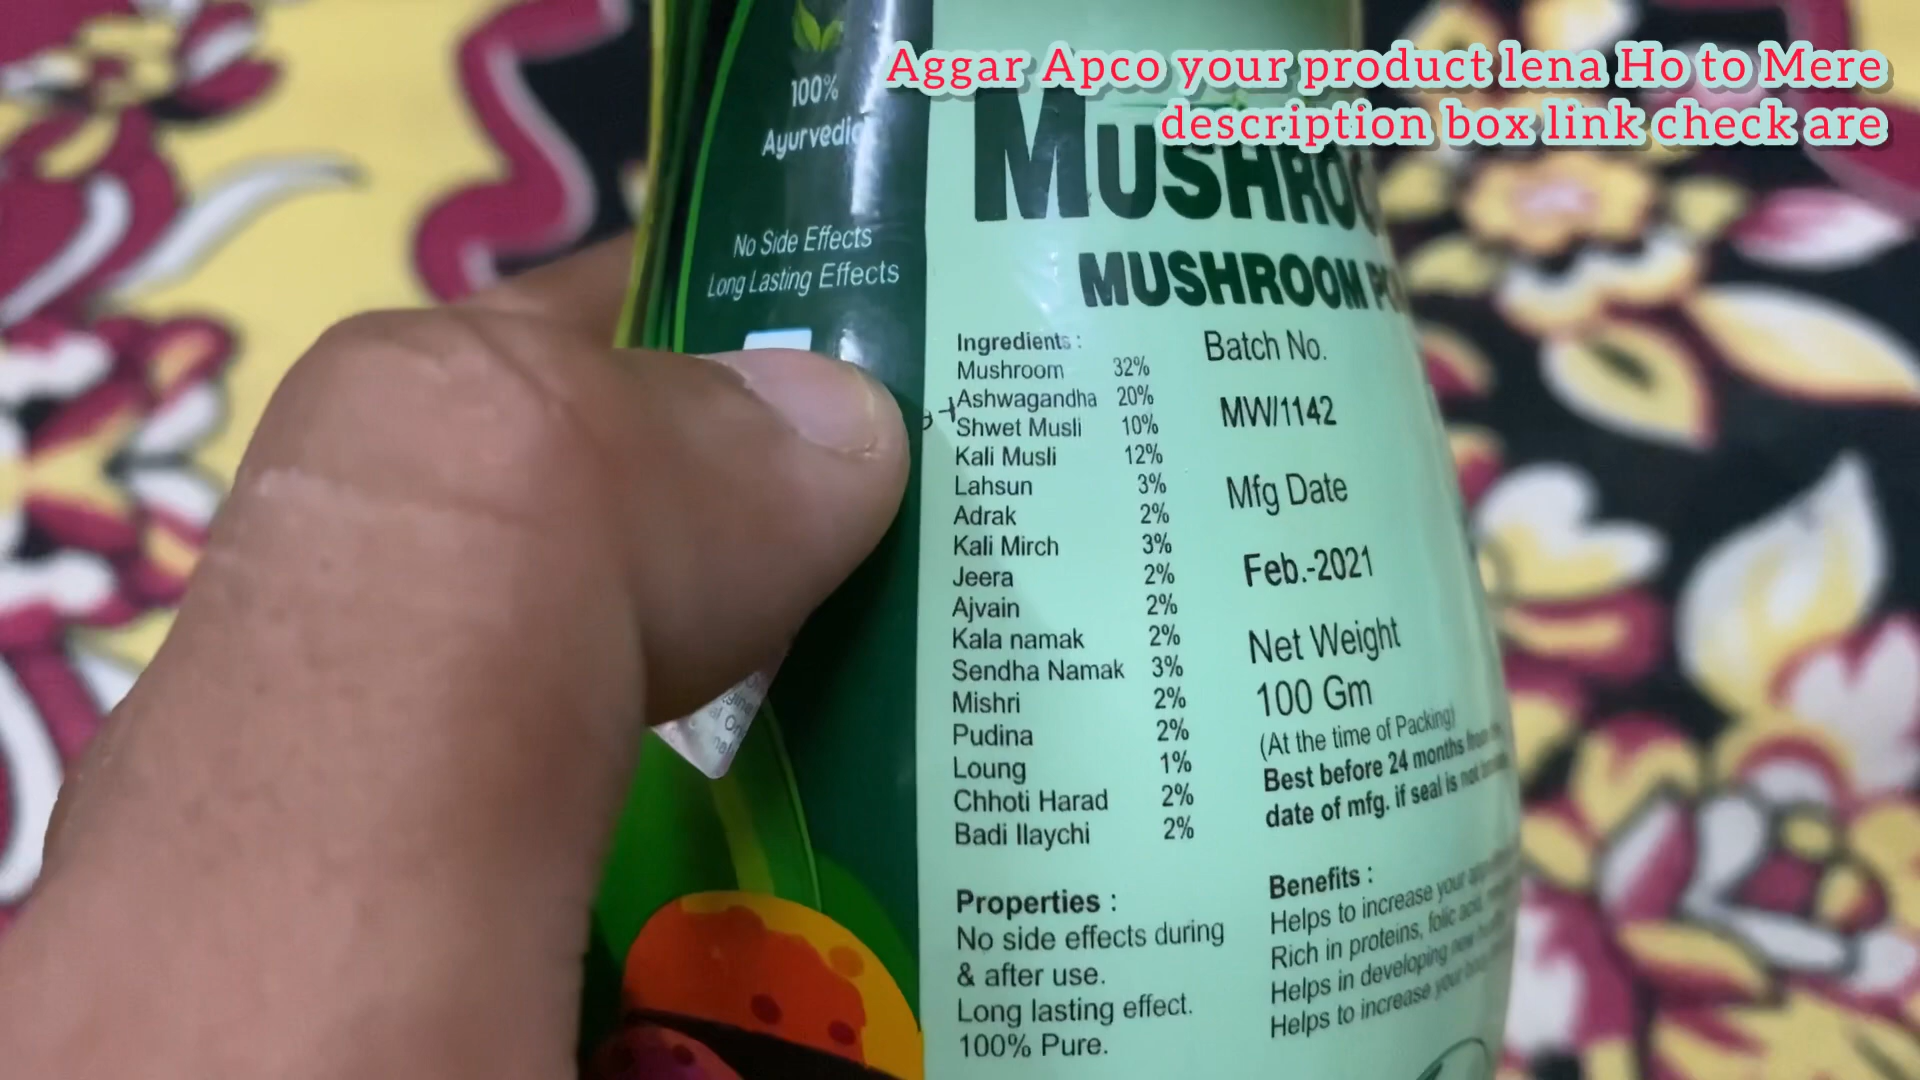 Aggar Apco your product lena Ho to Mere
description box link check are
100%
Ayurvedic
No Side Effects
Long Lasting Effects
MUSHROOM
Ingredients :
Mushroom 32%
Ashwagandha 20%
Shwet Musli 10%
Kali Musli 12%
Lahsun 3%
Adrak 2%
Kali Mirch 3%
Jeera 2%
Ajvain 2%
Kala namak 2%
Sendha Namak 3%
Mishri 2%
Pudina 2%
Loung 1%
Chhoti Harad 2%
Badi Ilaychi 2%
Batch No.
MW/1142
Mfg Date
Feb.-2021
Net Weight
100 Gm
(At the time of Packing)
Best before 24 months from
date of mfg. if seal is not
Properties :
No side effects during
& after use.
Long lasting effect.
100% Pure.
Benefits :
Helps to increase your
Rich in proteins, folic acid,
Helps in developing new
Helps to increase your